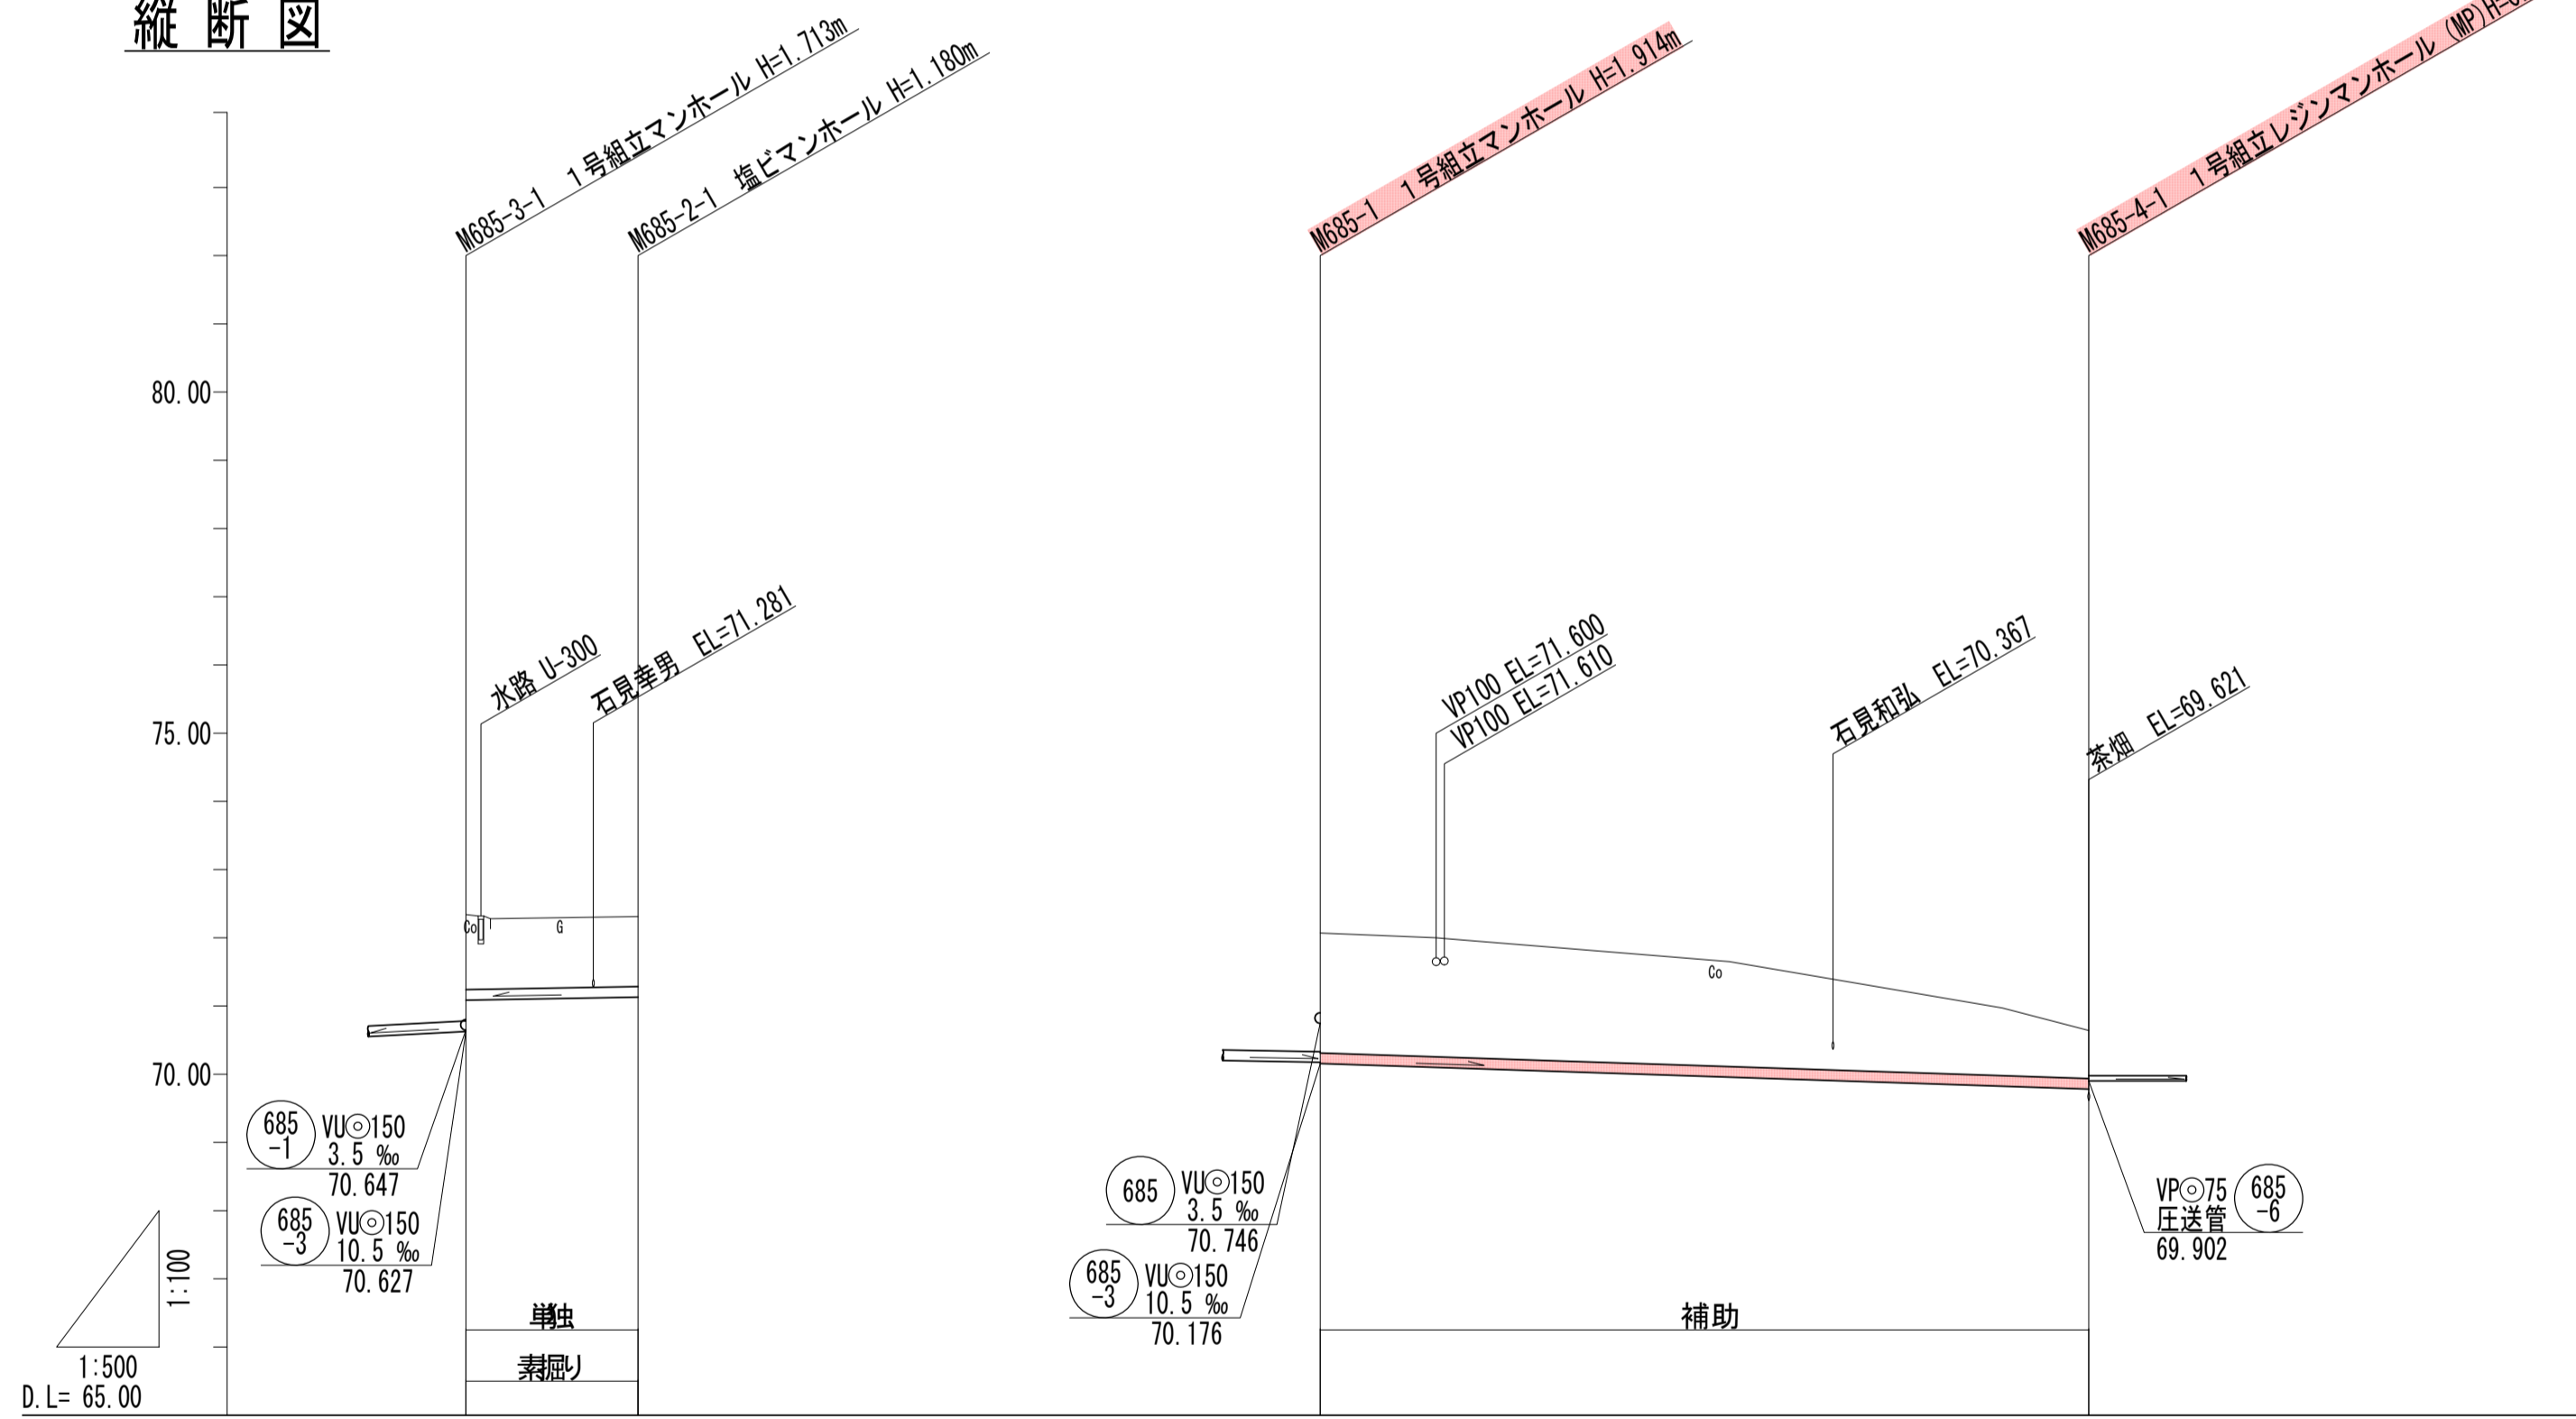 縦断図
M685-3-1 1号組立マンホール H=1.713m
M685-2-1 塩ビマンホール H=1.180m
M685-1 1号組立マンホール H=1.914m
M685-4-1 1号組立レジンマンホール (MP)
80.00
75.00
70.00
水路 U-300
石見幸男 EL=71.281
VP100 EL=71.600
VP100 EL=71.610
石見和弘 EL=70.367
茶畑 EL=69.621
Co
G
Co
685
-1
VU◎150
3.5 ‰
70.647
685
-3
VU◎150
10.5 ‰
70.627
685
VU◎150
3.5 ‰
70.746
685
-3
VU◎150
10.5 ‰
70.176
VP◎75
圧送管
69.902
685
-6
単独
素掘り
補助
1:100
1:500
D.L= 65.00